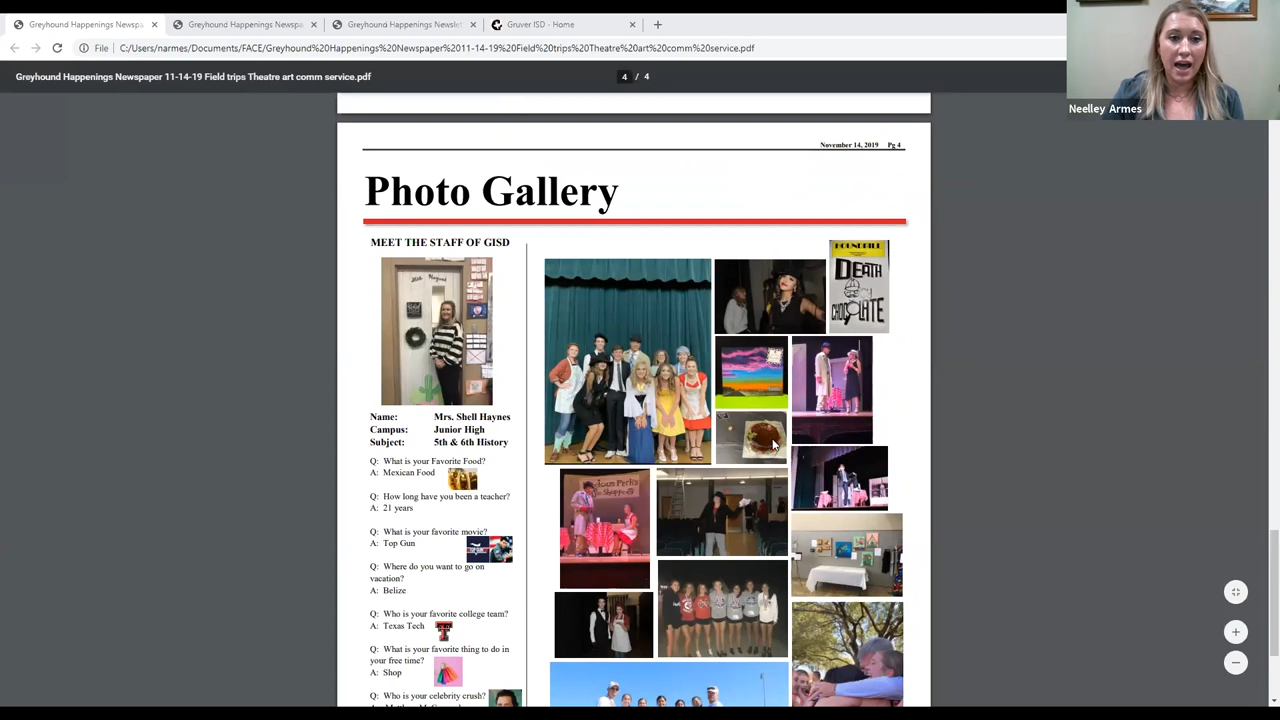 Greyhound Happenings Newspa
Greyhound Happenings Newspa
Greyhound Happenings Newslet
Gruver ISD - Home
File
C:/Users/narmes/Documents/FACE/Greyhound%20Happenings%20Newspaper%2011-14-19%20Field%20trips%20Theatre%20art%20comm%20service.pdf
Greyhound Happenings Newspaper 11-14-19 Field trips Theatre art comm service.pdf
4 / 4
Neelley Armes
November 14, 2019 Pg 4
Photo Gallery
MEET THE STAFF OF GISD
Name: Mrs. Shell Haynes
Campus: Junior High
Subject: 5th & 6th History
Q: What is your Favorite Food?
A: Mexican Food
Q: How long have you been a teacher?
A: 21 years
Q: What is your favorite movie?
A: Top Gun
Q: Where do you want to go on
vacation?
A: Belize
Q: Who is your favorite college team?
A: Texas Tech
Q: What is your favorite thing to do in
your free time?
A: Shop
Q: Who is your celebrity crush?
DEATH
BY
CHOCOLATE